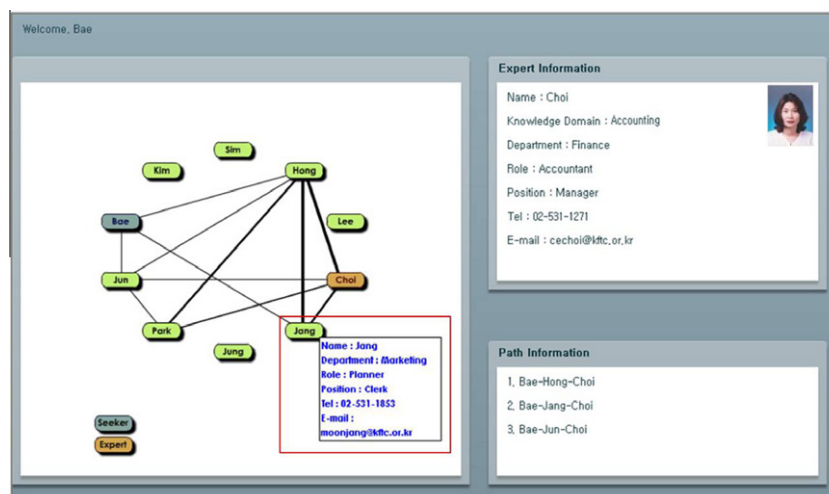 Welcome, Bae
Sim
Kim
Hong
Bae
Lee
Jun
Choi
Park
Jang
Jung
Name : Jang
Department : Marketing
Role : Planner
Position : Clerk
Tel : 02-531-1853
E-mail :
moonjang@kftc.or.kr
Seeker
Expert
Expert Information
Name : Choi
Knowledge Domain : Accounting
Department : Finance
Role : Accountant
Position : Manager
Tel : 02-531-1271
E-mail : cechoi@kftc.or.kr
Path Information
1. Bae-Hong-Choi
2. Bae-Jang-Choi
3. Bae-Jun-Choi